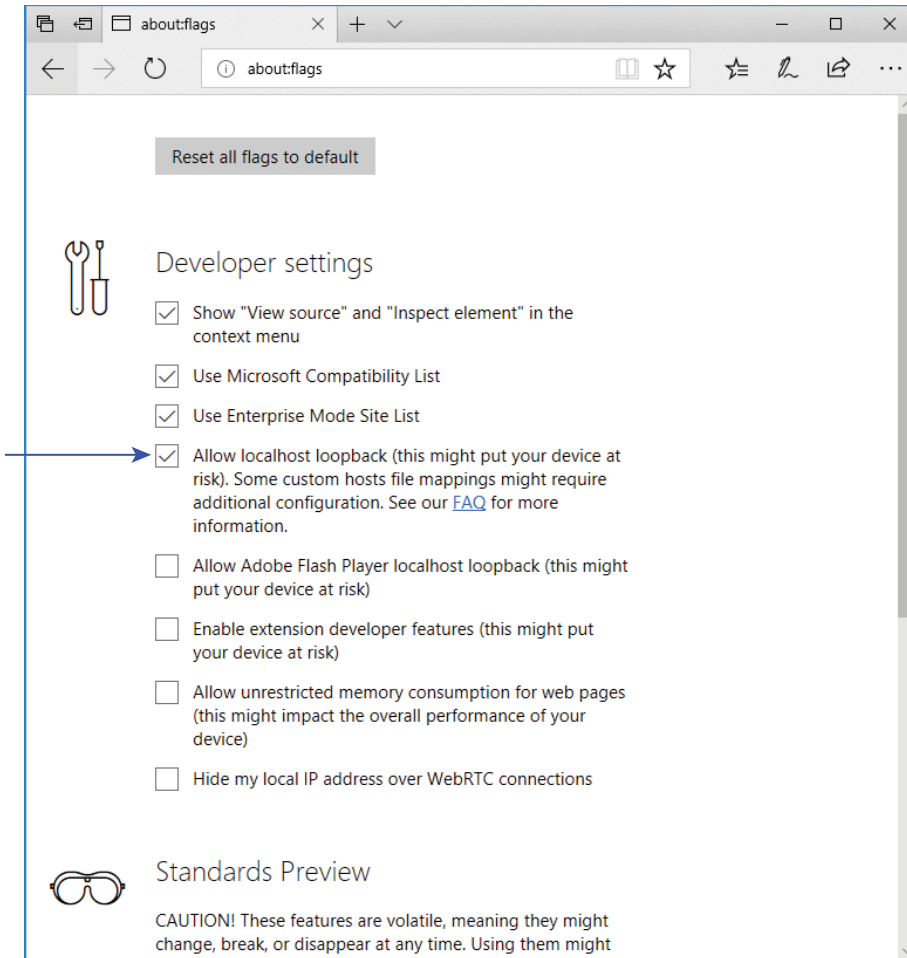 about:flags
about:flags
Reset all flags to default
Developer settings
Show "View source" and "Inspect element" in the
context menu
Use Microsoft Compatibility List
Use Enterprise Mode Site List
Allow localhost loopback (this might put your device at
risk). Some custom hosts file mappings might require
additional configuration. See our FAQ for more
information.
Allow Adobe Flash Player localhost loopback (this might
put your device at risk)
Enable extension developer features (this might put
your device at risk)
Allow unrestricted memory consumption for web pages
(this might impact the overall performance of your
device)
Hide my local IP address over WebRTC connections
Standards Preview
CAUTION! These features are volatile, meaning they might
change, break, or disappear at any time. Using them might